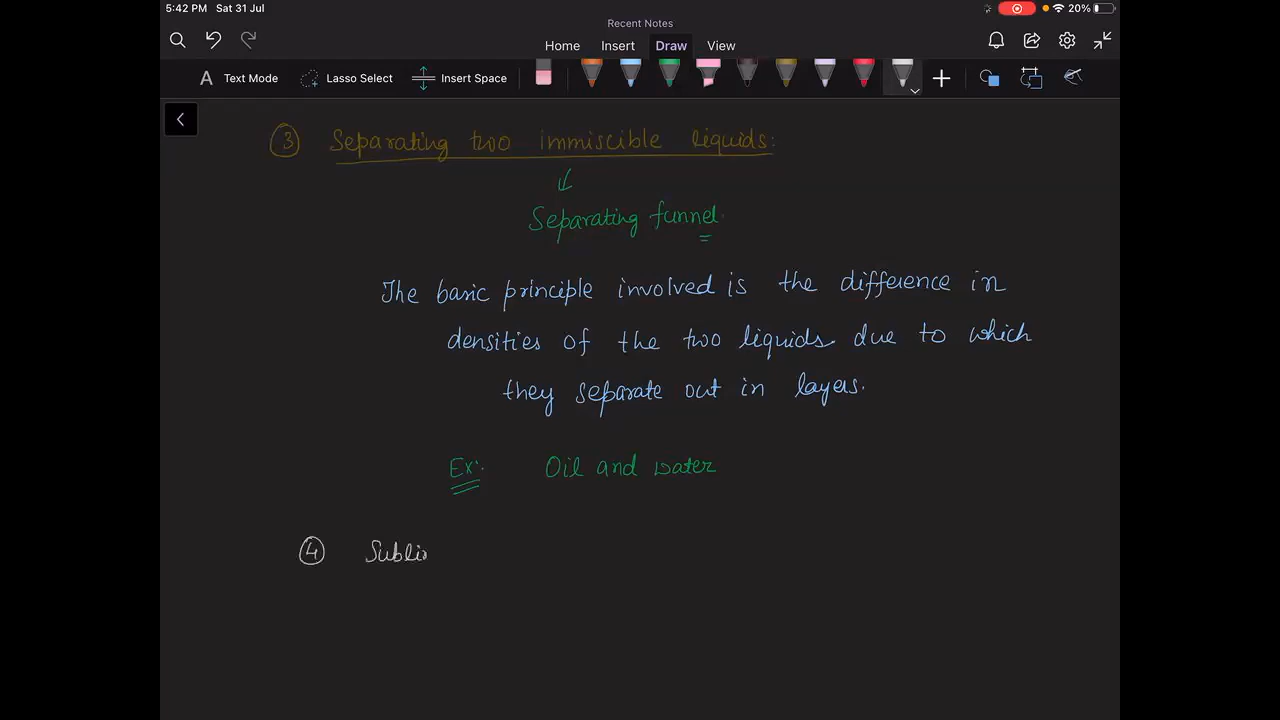 5:42 PM Sat 31 Jul
20%
Recent Notes
Home Insert Draw View
A Text Mode Lasso Select Insert Space
3 Separating two immiscible liquids:
Separating funnel.
The basic principle involved is the difference in
densities of the two liquids due to which
they separate out in layers.
Ex: Oil and water
4 Subli